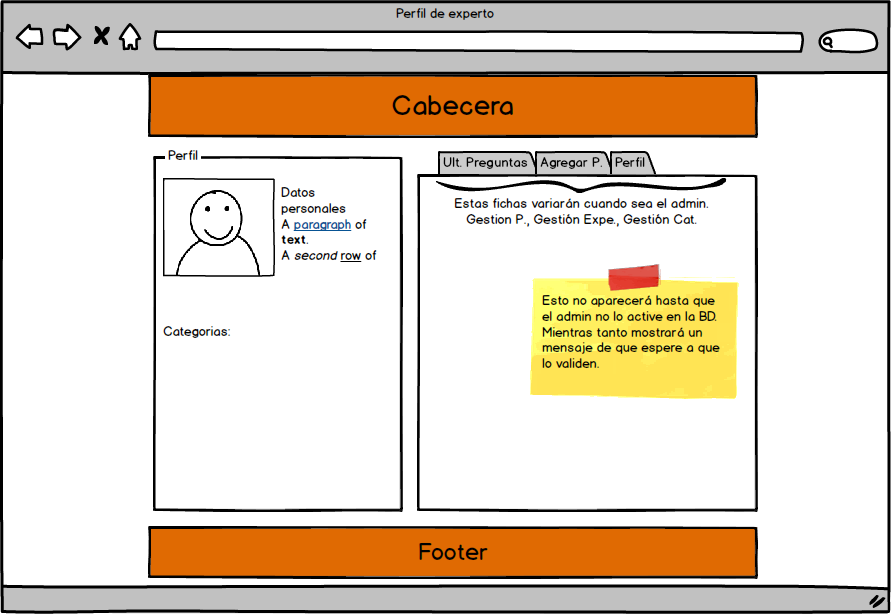 Perfil de experto
Cabecera
Perfil
Datos
personales
A paragraph of
text.
A second row of
Categorias:
Ult. Preguntas Agregar P. Perfil
Estas fichas variarán cuando sea el admin.
Gestion P., Gestión Expe., Gestión Cat.
Esto no aparecerá hasta que
el admin no lo active en la BD.
Mientras tanto mostrará un
mensaje de que espere a que
lo validen.
Footer